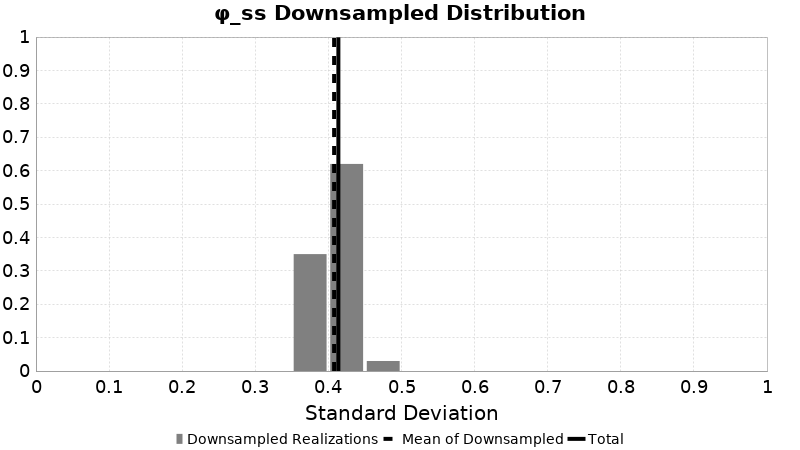 φ_ss Downsampled Distribution
1
0.9
0.8
0.7
0.6
0.5
0.4
0.3
0.2
0.1
0
0 0.1 0.2 0.3 0.4 0.5 0.6 0.7 0.8 0.9 1
Standard Deviation
Downsampled Realizations Mean of Downsampled Total